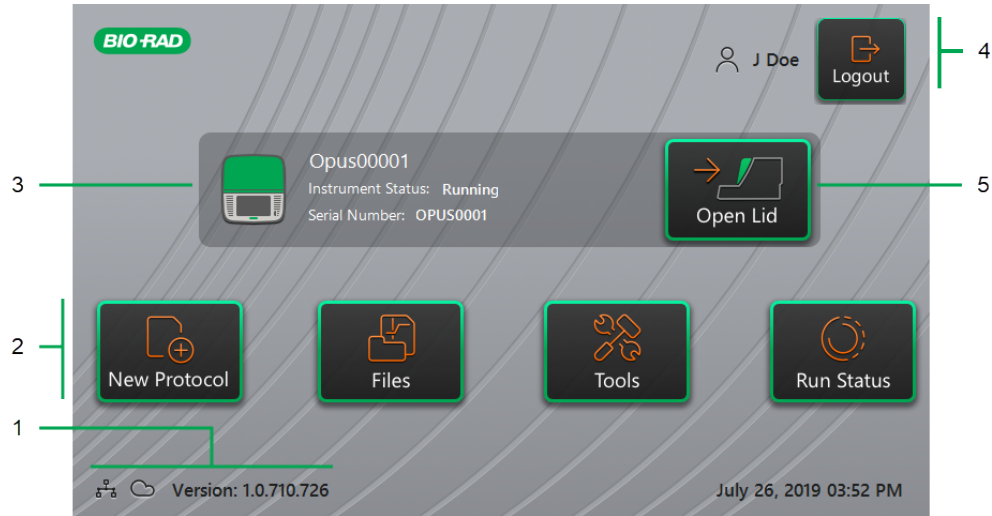 BIO-RAD
J Doe
Logout
4
Opus00001
Instrument Status: Running
Serial Number: OPUS0001
Open Lid
3
5
2
New Protocol
Files
Tools
Run Status
1
Version: 1.0.710.726
July 26, 2019 03:52 PM